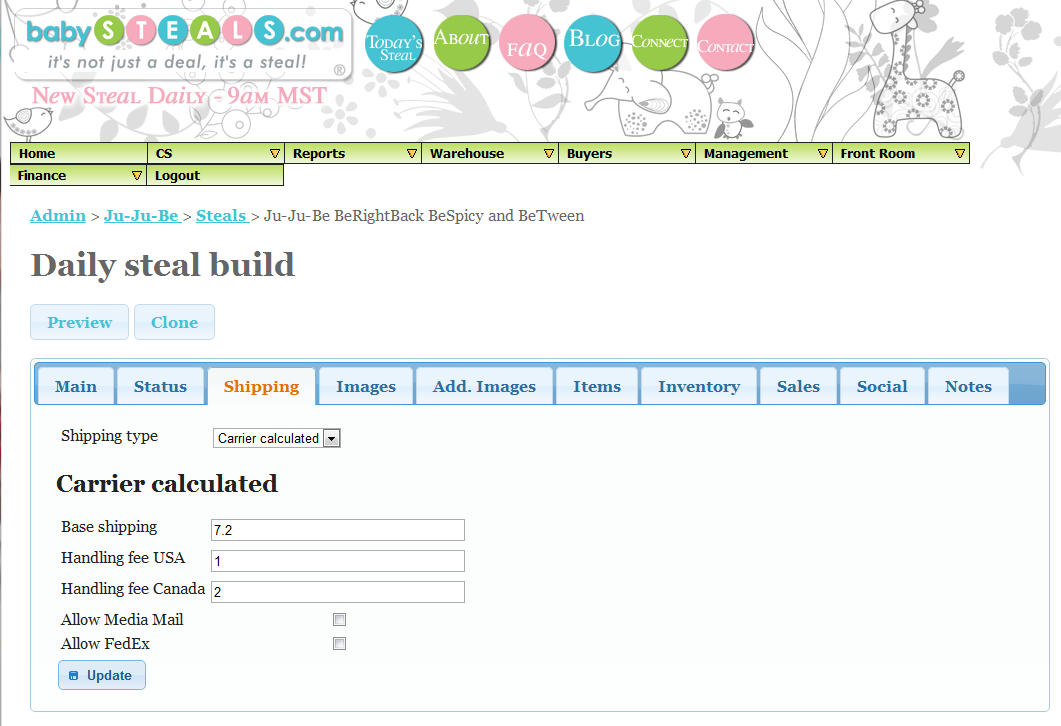 babySTEALS.com
it's not just a deal, it's a steal!
®
New Steal Daily - 9am MST
Today's Steal
About
FAQ
Blog
Connect
Contact
Home CS Reports Warehouse Buyers Management Front Room
Finance Logout
Admin > Ju-Ju-Be > Steals > Ju-Ju-Be BeRightBack BeSpicy and BeTween
Daily steal build
Preview Clone
Main Status Shipping Images Add. Images Items Inventory Sales Social Notes
Shipping type Carrier calculated
Carrier calculated
Base shipping 7.2
Handling fee USA 1
Handling fee Canada 2
Allow Media Mail
Allow FedEx
Update